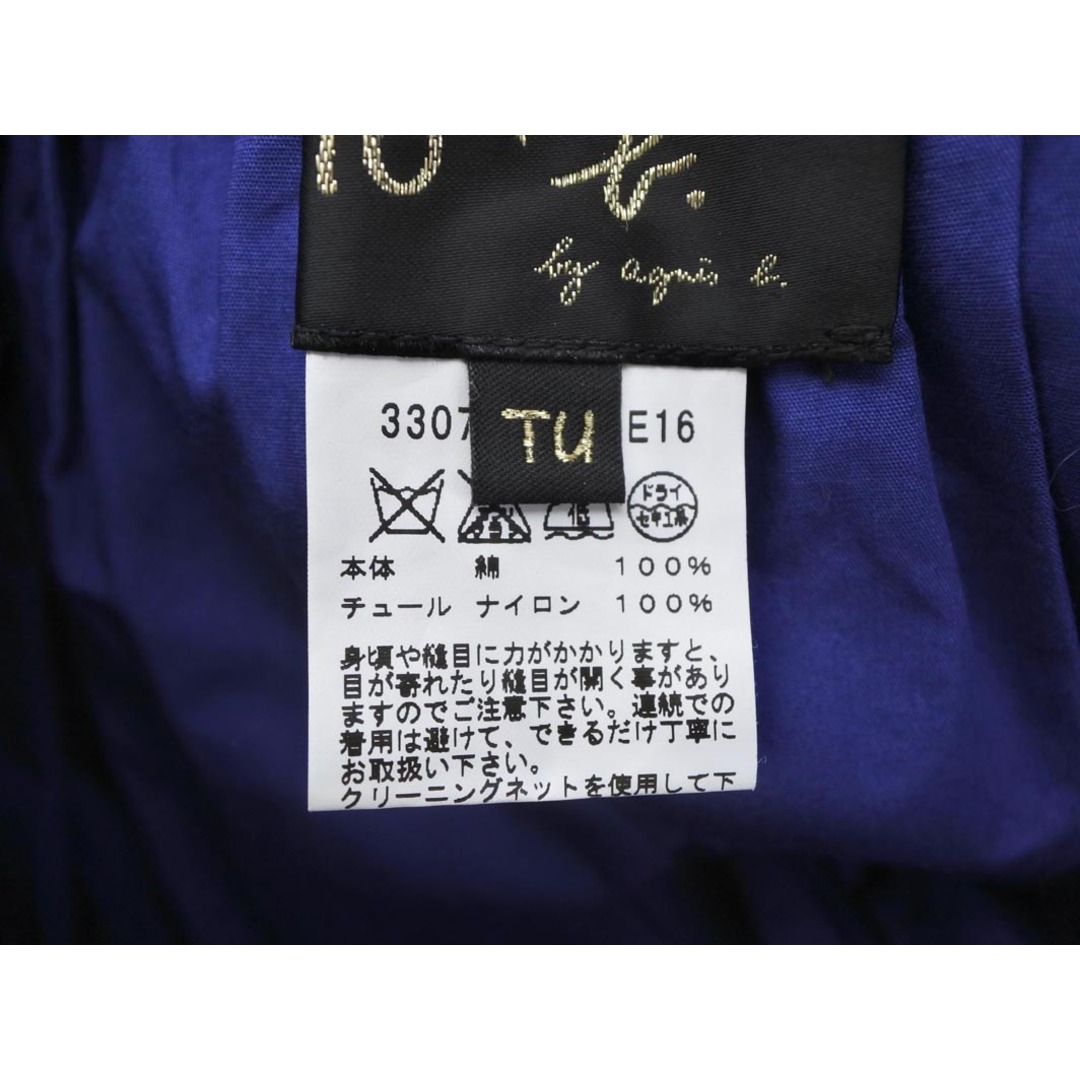 b.
by agnès b.
3307 TU E16
ドライ
セキユ系
低
本体 綿 100%
チュール ナイロン 100%
身頃や縫目に力がかかりますと、
目が寄れたり縫目が開く事があり
ますのでご注意下さい。連続での
着用は避けて、できるだけ丁寧に
お取扱い下さい。
クリーニングネットを使用して下